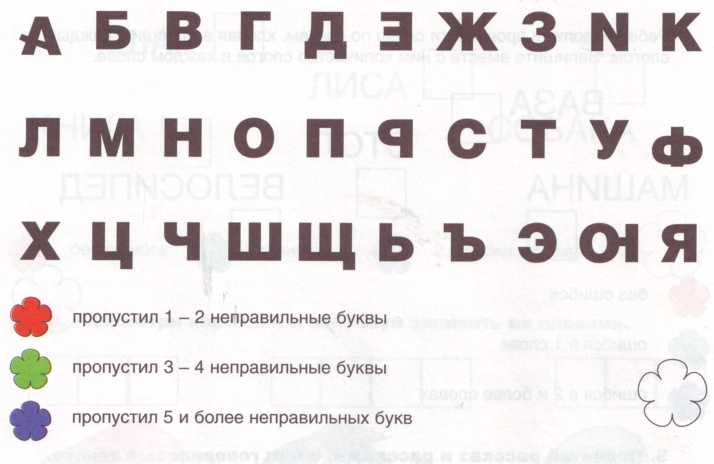 А Б В Г Д Ǝ Ж З N К
Л М Н О П ꟼ С Т У Ф
Х Ц Ч Ш Щ Ь Ъ Э Ю Я
пропустил 1 – 2 неправильные буквы
пропустил 3 – 4 неправильные буквы
пропустил 5 и более неправильных букв